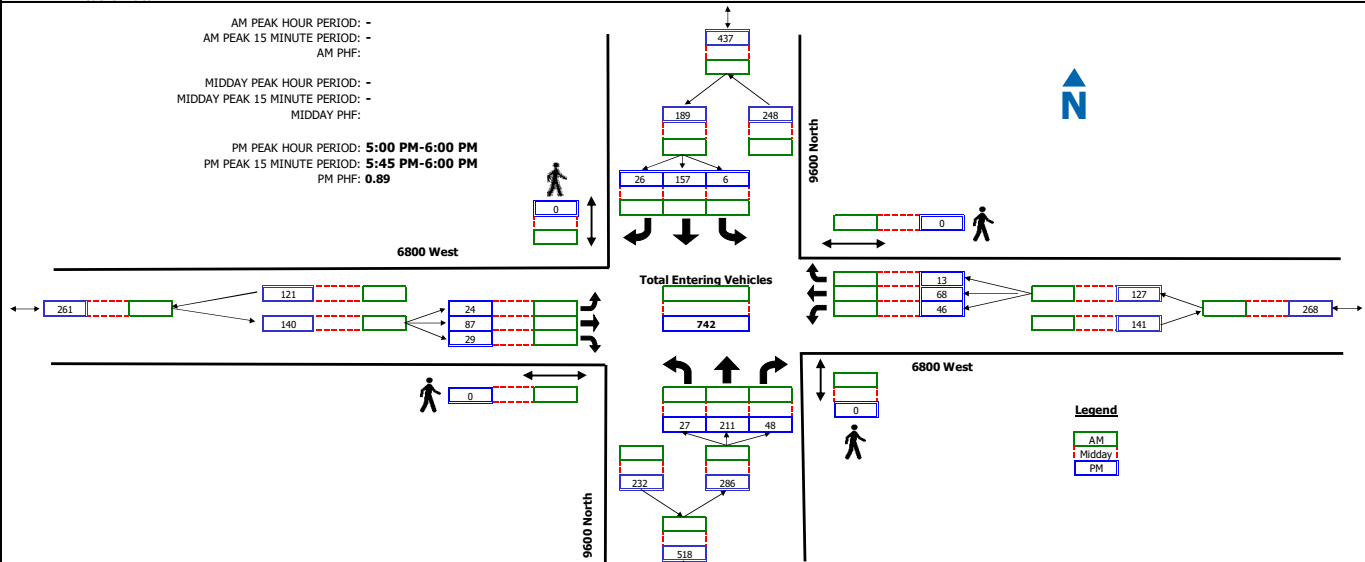 AM PEAK HOUR PERIOD: -
AM PEAK 15 MINUTE PERIOD: -
AM PHF:
MIDDAY PEAK HOUR PERIOD: -
MIDDAY PEAK 15 MINUTE PERIOD: -
MIDDAY PHF:
PM PEAK HOUR PERIOD: 5:00 PM-6:00 PM
PM PEAK 15 MINUTE PERIOD: 5:45 PM-6:00 PM
PM PHF: 0.89
437
189 248
N
9600 North
26 157 6
0
0
6800 West
Total Entering Vehicles
742
261
121
140
24
87
29
13
68
46
127
141
268
6800 West
0
0
27 211 48
232 286
9600 North
518
Legend
AM
Midday
PM